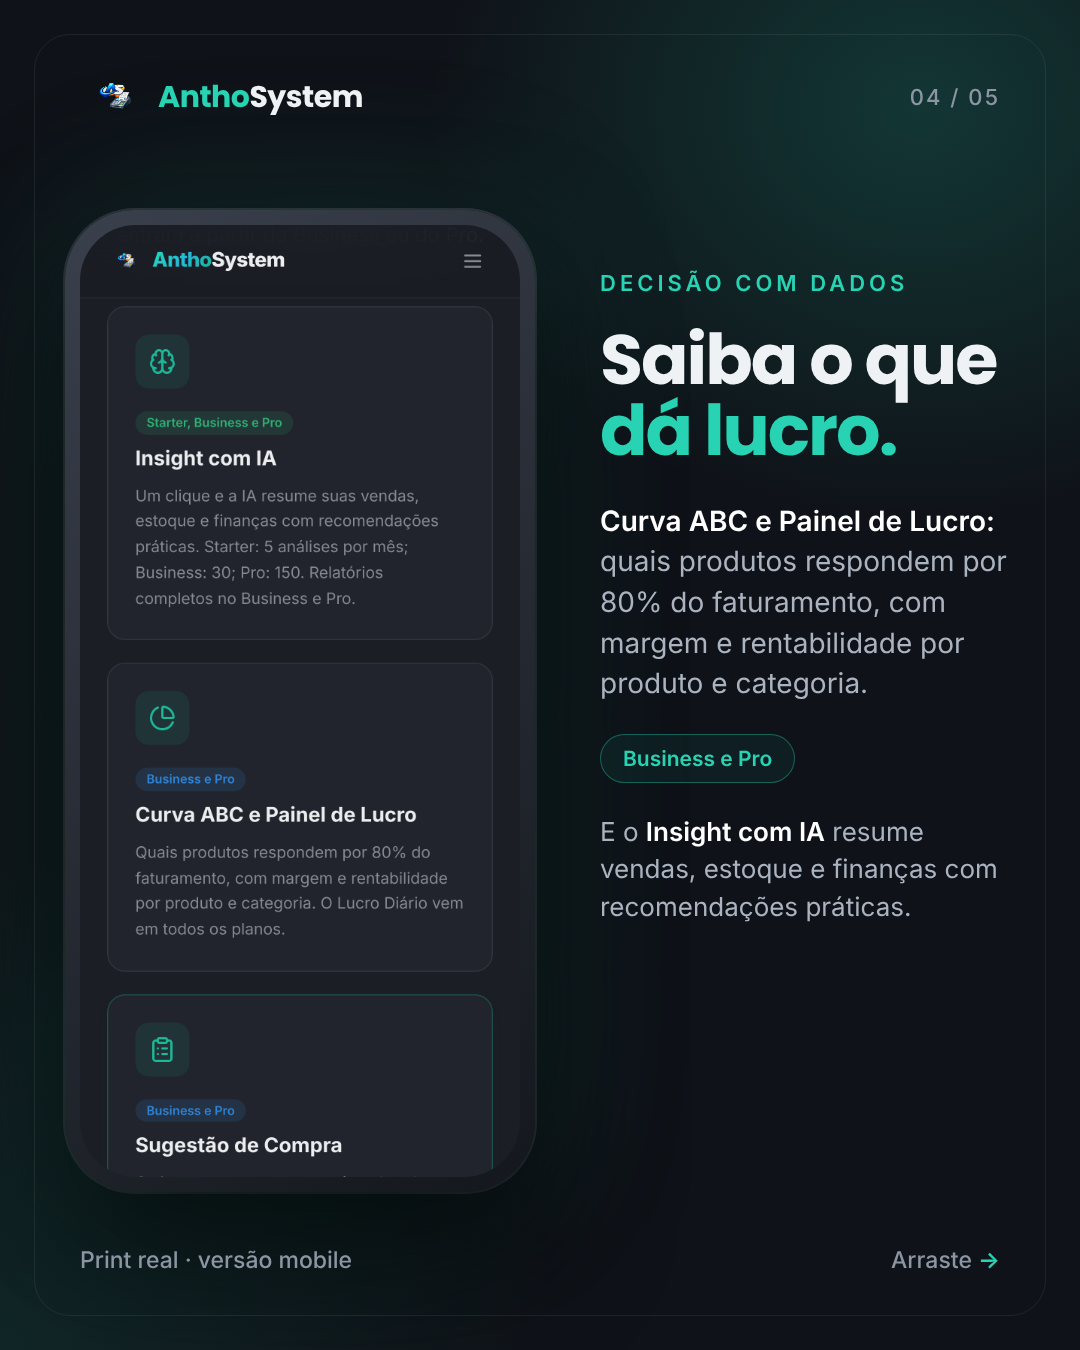 AnthoSystem
04 / 05
AnthoSystem
Starter, Business e Pro
Insight com IA
Um clique e a IA resume suas vendas,
estoque e finanças com recomendações
práticas. Starter: 5 análises por mês;
Business: 30; Pro: 150. Relatórios
completos no Business e Pro.
Business e Pro
Curva ABC e Painel de Lucro
Quais produtos respondem por 80% do
faturamento, com margem e rentabilidade
por produto e categoria. O Lucro Diário vem
em todos os planos.
Business e Pro
Sugestão de Compra
DECISÃO COM DADOS
Saiba o que
dá lucro.
Curva ABC e Painel de Lucro:
quais produtos respondem por
80% do faturamento, com
margem e rentabilidade por
produto e categoria.
Business e Pro
E o Insight com IA resume
vendas, estoque e finanças com
recomendações práticas.
Print real · versão mobile
Arraste →